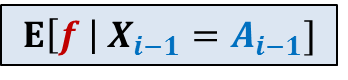 E[f | X_{i−1} = A_{i−1}]